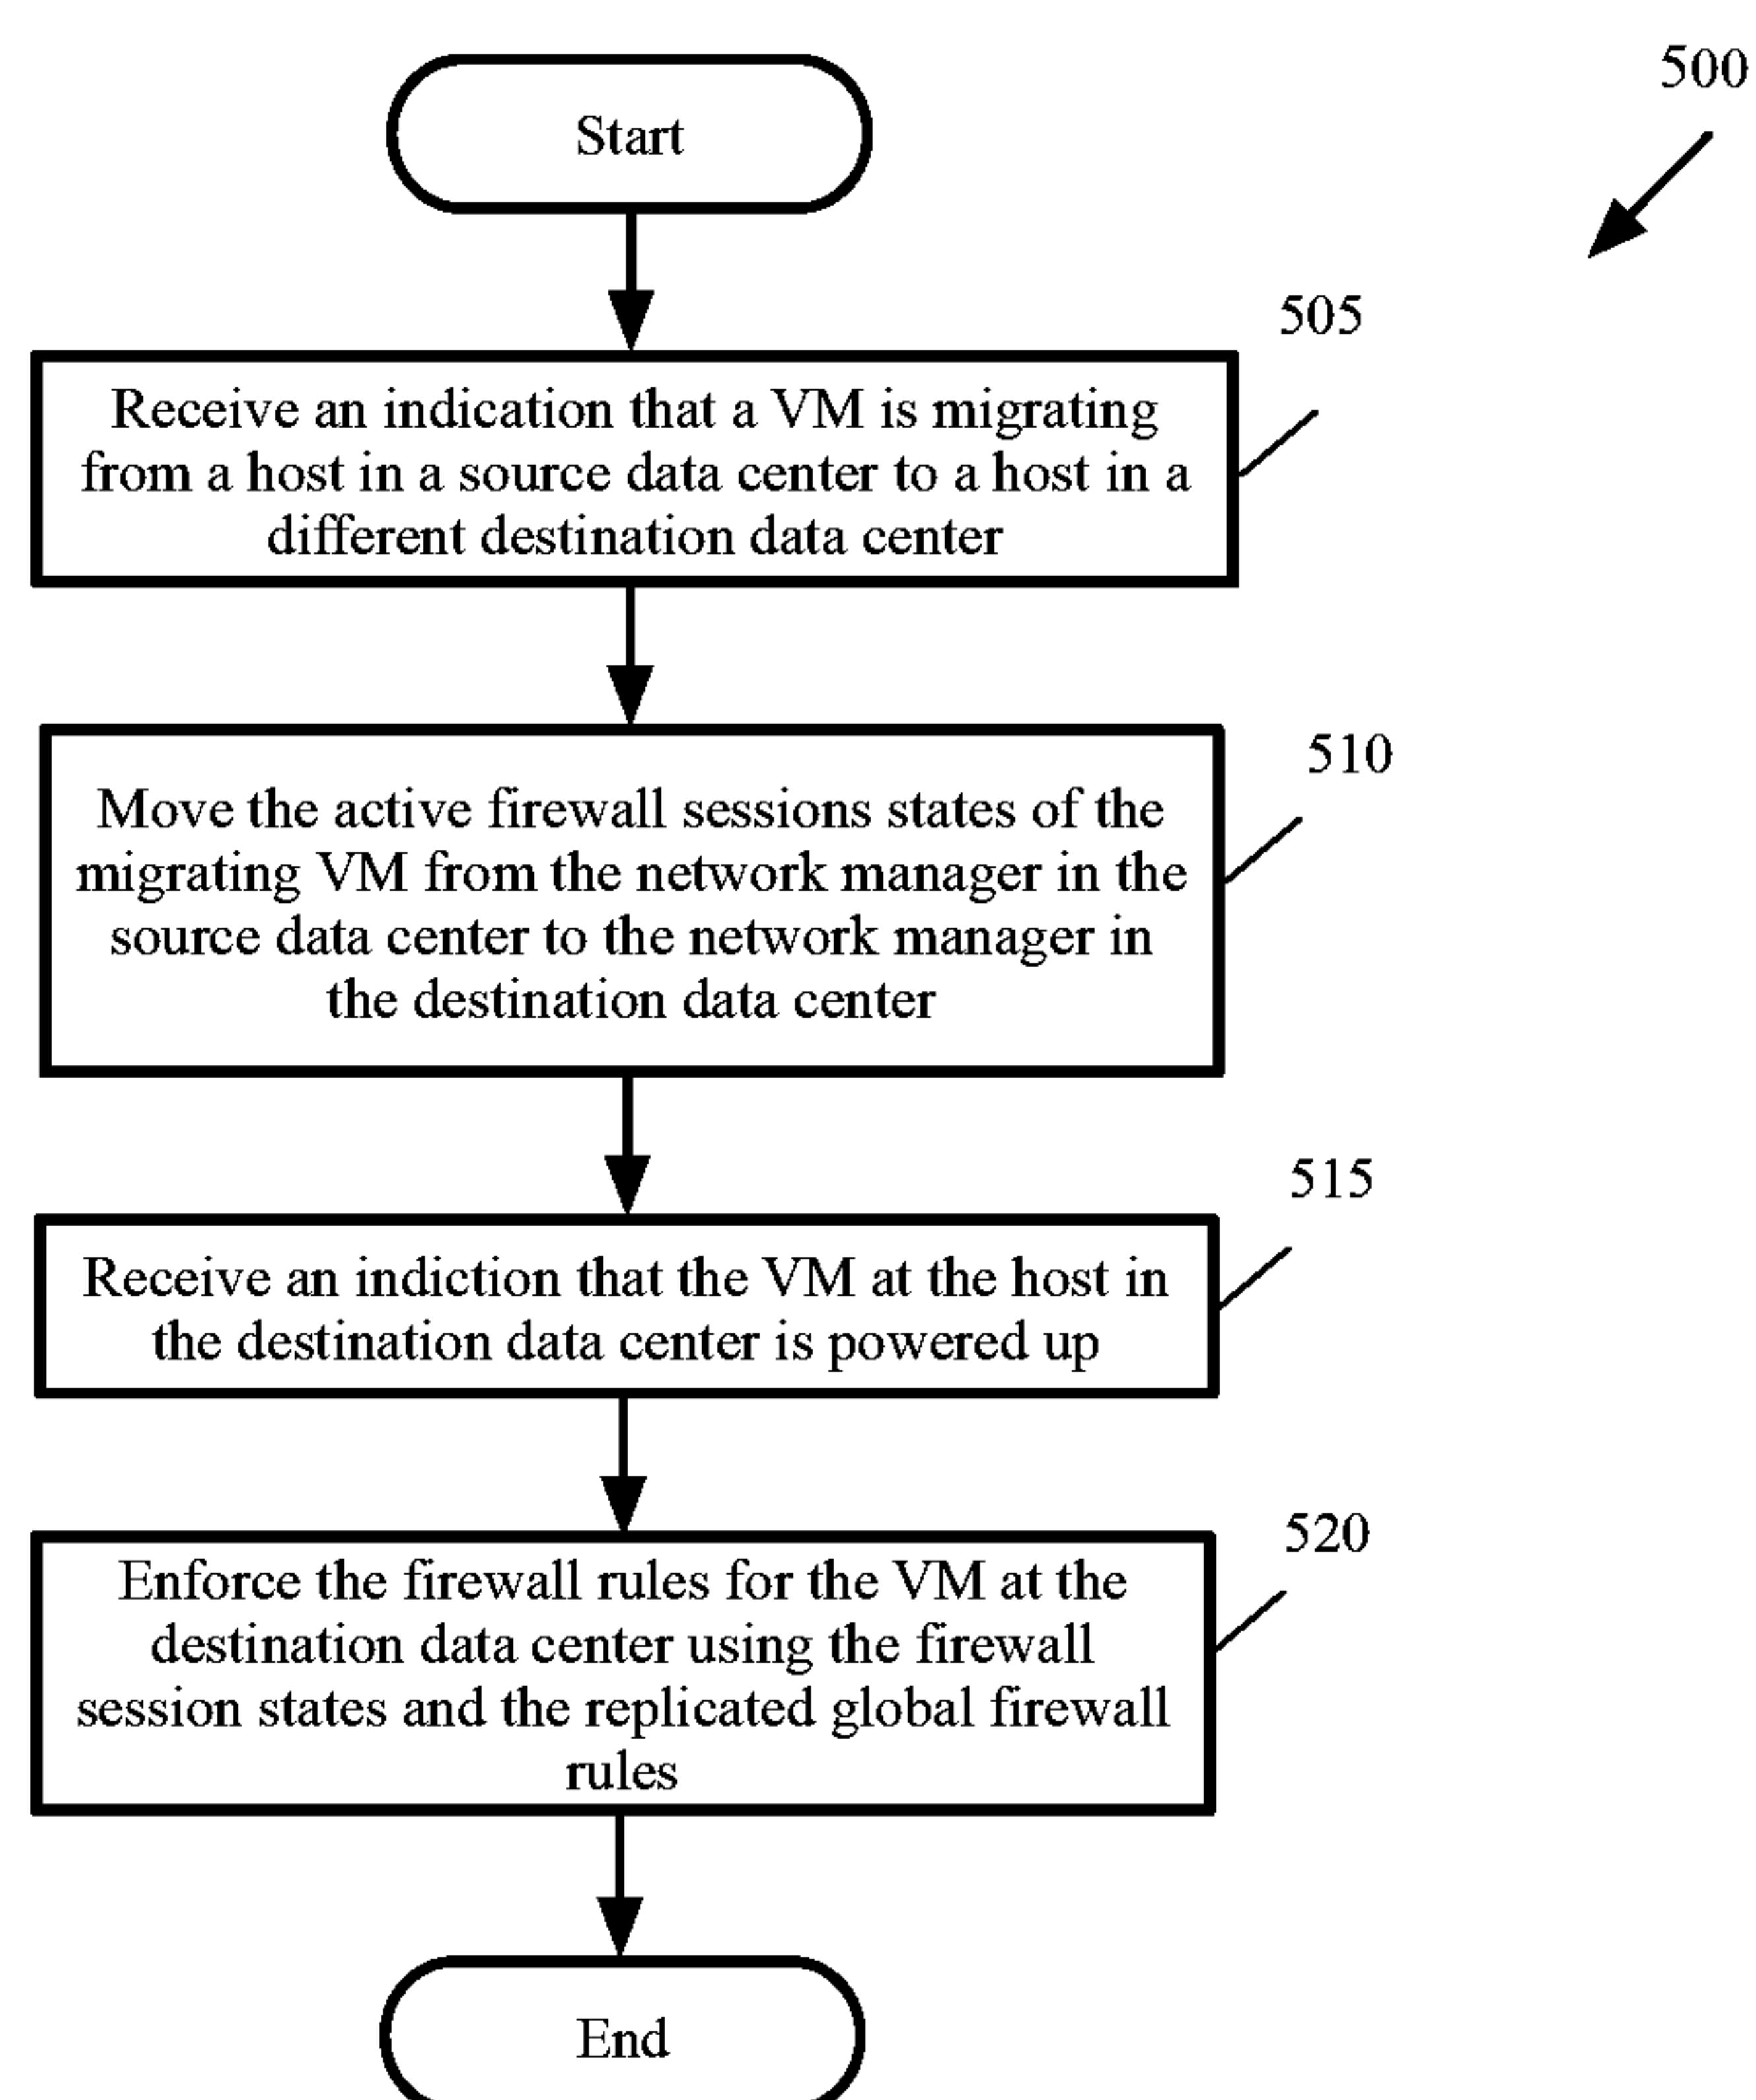 500
Start
505
Receive an indication that a VM is migrating
from a host in a source data center to a host in a
different destination data center
510
Move the active firewall sessions states of the
migrating VM from the network manager in the
source data center to the network manager in
the destination data center
515
Receive an indiction that the VM at the host in
the destination data center is powered up
520
Enforce the firewall rules for the VM at the
destination data center using the firewall
session states and the replicated global firewall
rules
End